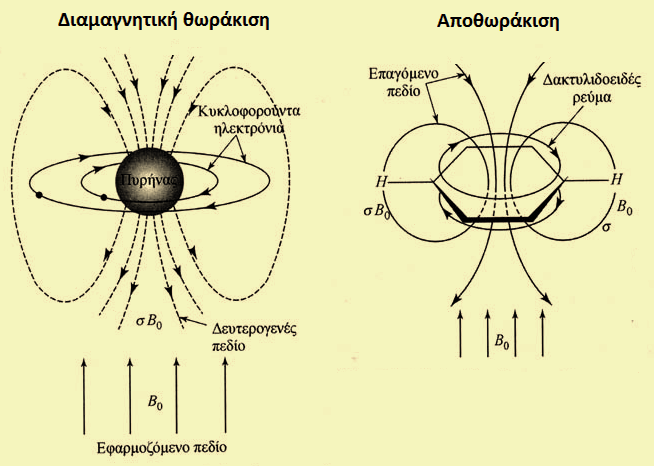 Διαμαγνητική θωράκιση
Κυκλοφορούντα
ηλεκτρόνια
Πυρήνας
σB₀
Δευτερογενές
πεδίο
B₀
Εφαρμοζόμενο πεδίο
Αποθωράκιση
Επαγόμενο
πεδίο
Δακτυλιδοειδές
ρεύμα
H
H
σB₀
B₀
σ
B₀